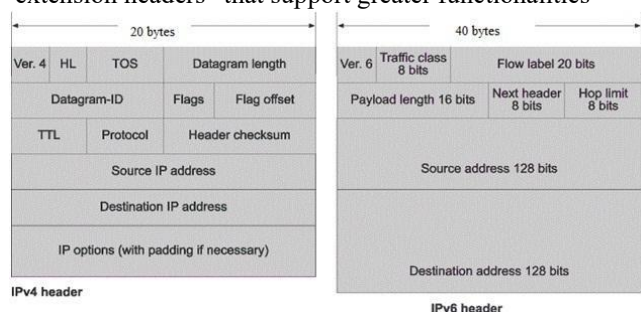 extension headers" that support greater functionalities
20 bytes
Ver. 4 HL TOS Datagram length
Datagram-ID Flags Flag offset
TTL Protocol Header checksum
Source IP address
Destination IP address
IP options (with padding if necessary)
IPv4 header
40 bytes
Ver. 6 Traffic class 8 bits Flow label 20 bits
Payload length 16 bits Next header 8 bits Hop limit 8 bits
Source address 128 bits
Destination address 128 bits
IPv6 header